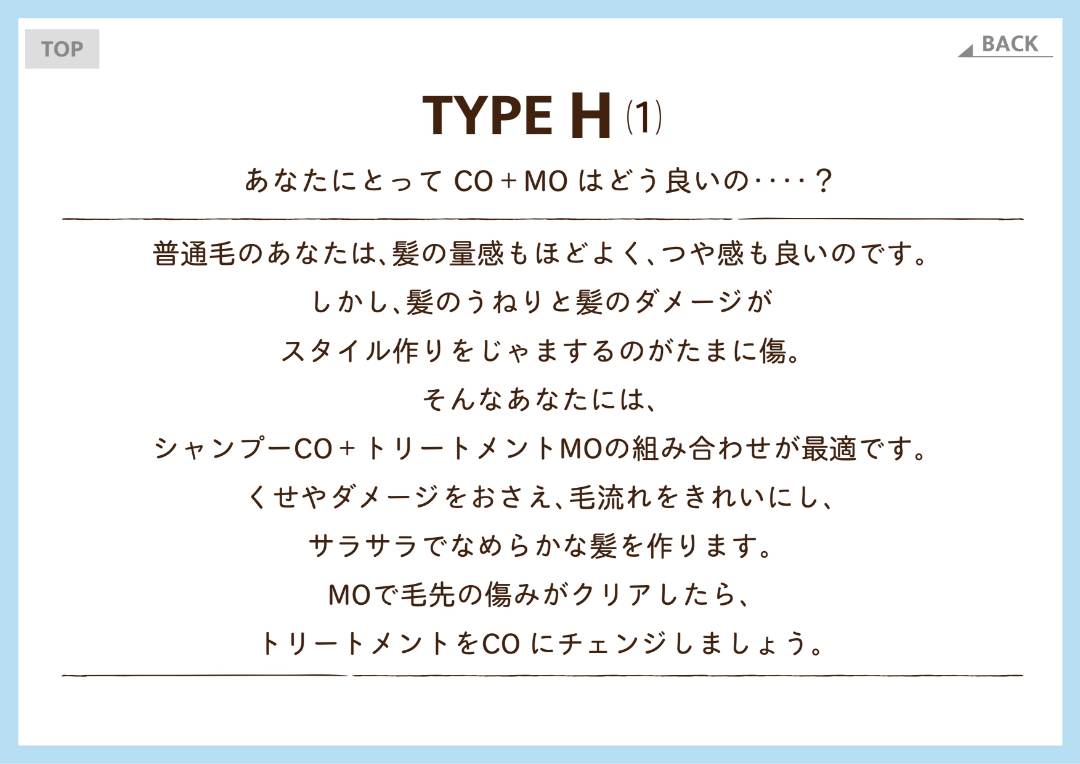 TOP
BACK
TYPE H (1)
あなたにとって CO+MO はどう良いの‥‥?
普通毛のあなたは、髪の量感もほどよく、つや感も良いのです。
しかし、髪のうねりと髪のダメージが
スタイル作りをじゃまするのがたまに傷。
そんなあなたには、
シャンプーCO+トリートメントMOの組み合わせが最適です。
くせやダメージをおさえ、毛流れをきれいにし、
サラサラでなめらかな髪を作ります。
MOで毛先の傷みがクリアしたら、
トリートメントをCO にチェンジしましょう。